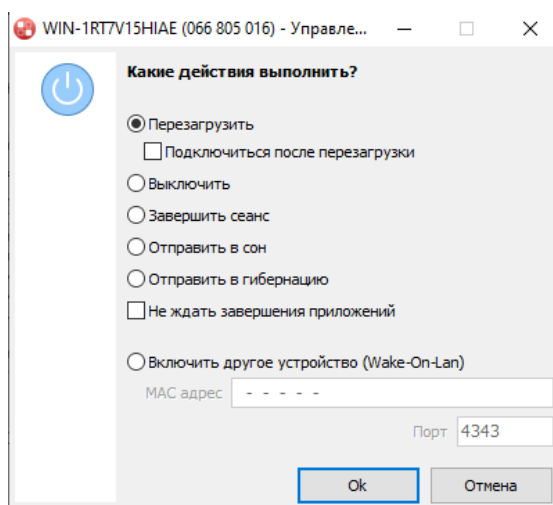 WIN-1RT7V15HIAE (066 805 016) - Управле...
Какие действия выполнить?
Перезагрузить
Подключиться после перезагрузки
Выключить
Завершить сеанс
Отправить в сон
Отправить в гибернацию
Не ждать завершения приложений
Включить другое устройство (Wake-On-Lan)
MAC адрес - - - - -
Порт 4343
Ok Отмена